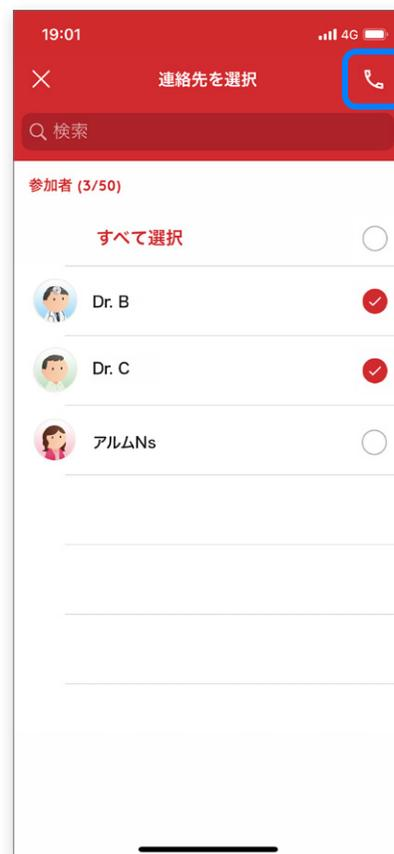 19:01
4G
連絡先を選択
検索
参加者 (3/50)
すべて選択
Dr. B
Dr. C
アルムNs